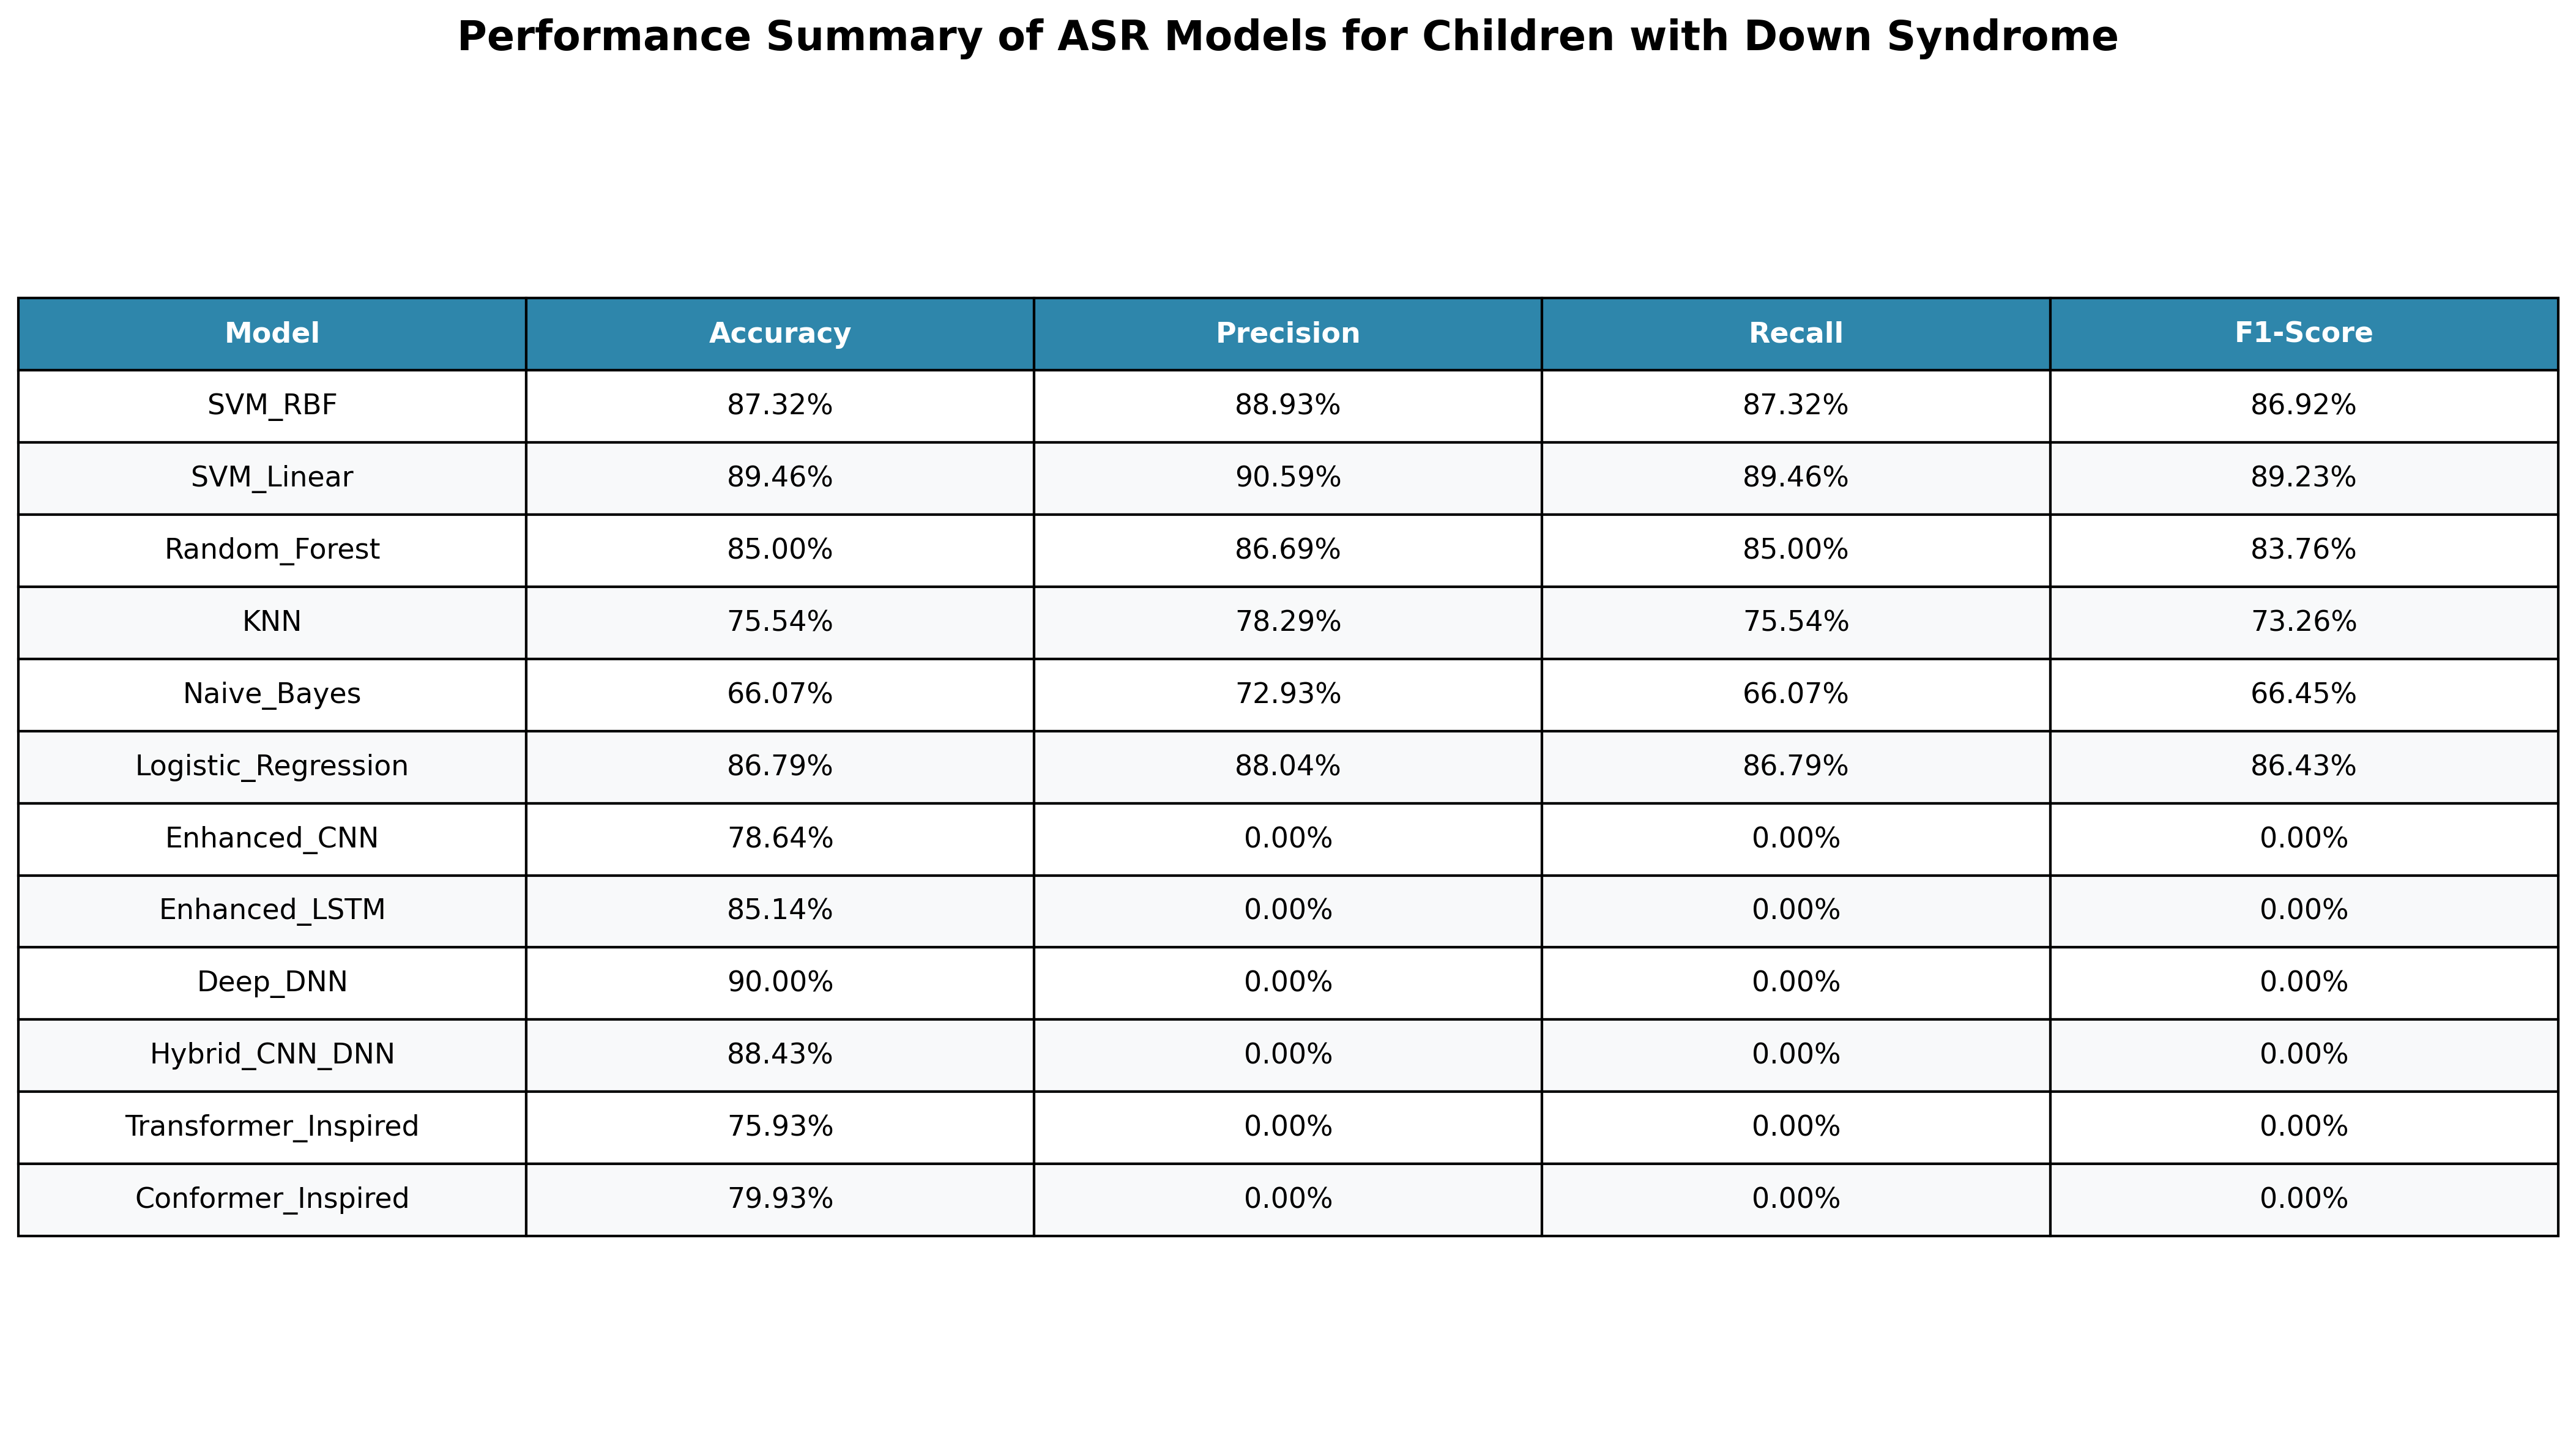 Performance Summary of ASR Models for Children with Down Syndrome
Model Accuracy Precision Recall F1-Score
SVM_RBF 87.32% 88.93% 87.32% 86.92%
SVM_Linear 89.46% 90.59% 89.46% 89.23%
Random_Forest 85.00% 86.69% 85.00% 83.76%
KNN 75.54% 78.29% 75.54% 73.26%
Naive_Bayes 66.07% 72.93% 66.07% 66.45%
Logistic_Regression 86.79% 88.04% 86.79% 86.43%
Enhanced_CNN 78.64% 0.00% 0.00% 0.00%
Enhanced_LSTM 85.14% 0.00% 0.00% 0.00%
Deep_DNN 90.00% 0.00% 0.00% 0.00%
Hybrid_CNN_DNN 88.43% 0.00% 0.00% 0.00%
Transformer_Inspired 75.93% 0.00% 0.00% 0.00%
Conformer_Inspired 79.93% 0.00% 0.00% 0.00%